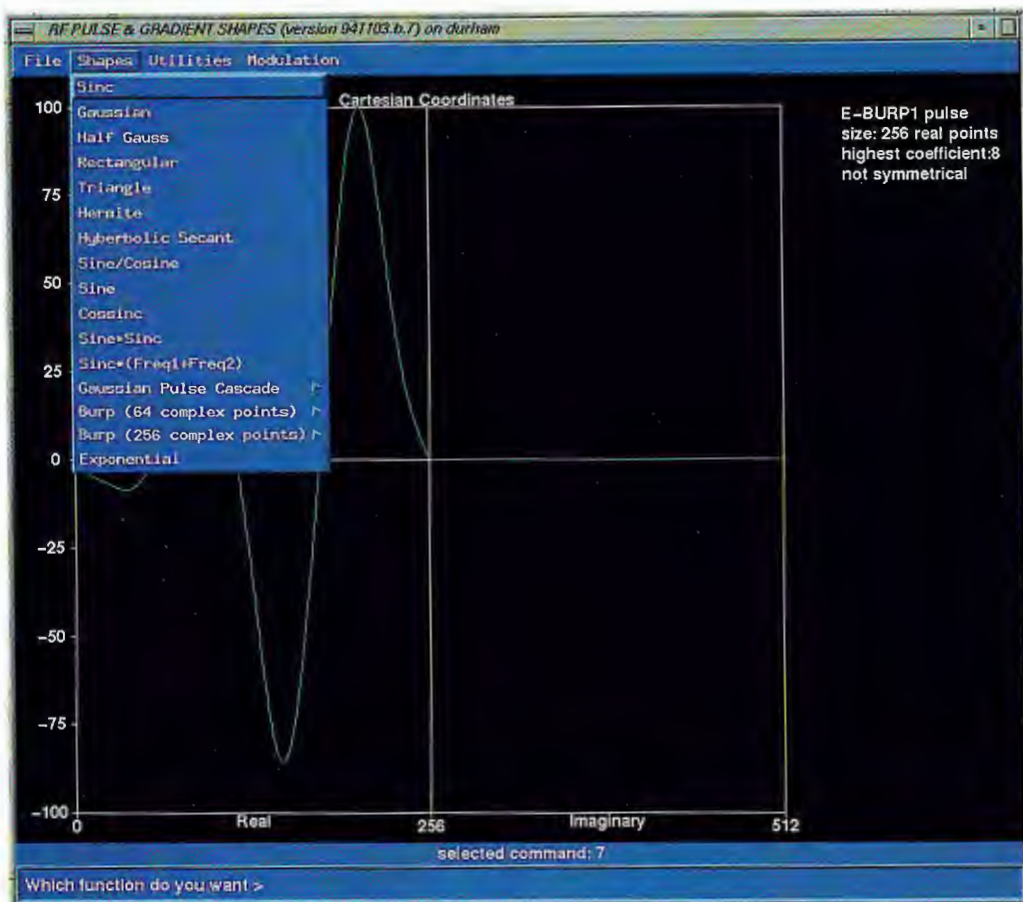 RF PULSE & GRADIENT SHAPES (version 941103.b.7) on durham
File Shapes Utilities Modulation
Sinc
Gaussian
Half Gauss
Rectangular
Triangle
Hermite
Hyberbolic Secant
Sine/Cosine
Sine
Cossinc
Sine*Sinc
Sinc*(Freq1+Freq2)
Gaussian Pulse Cascade
Burp (64 complex points)
Burp (256 complex points)
Exponential
Cartesian Coordinates
E-BURP1 pulse
size: 256 real points
highest coefficient:8
not symmetrical
100
75
50
25
0
-25
-50
-75
-100
0 Real 256 Imaginary 512
selected command: 7
Which function do you want >